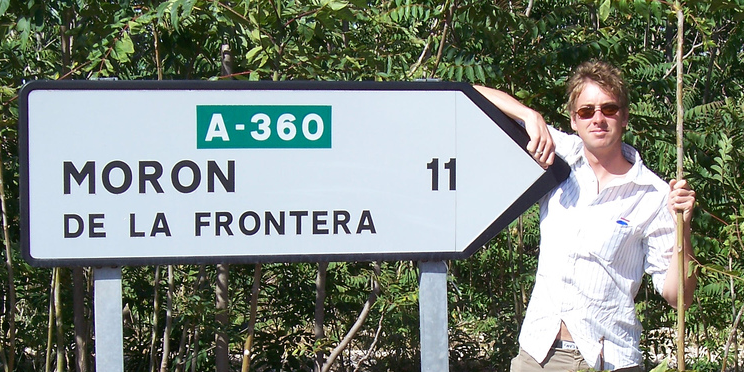 A-360
MORON 11
DE LA FRONTERA